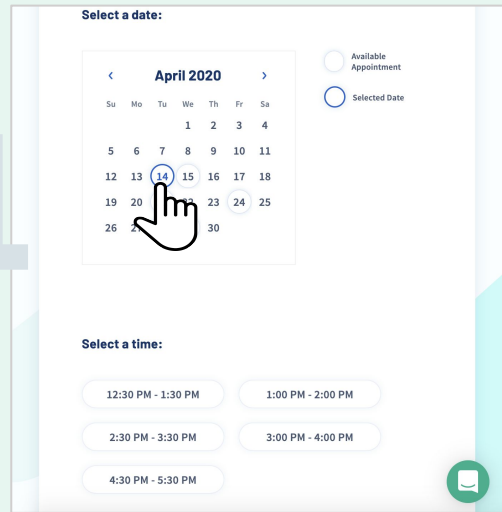 Select a date:
April 2020
Available
Appointment
Selected Date
Su Mo Tu We Th Fr Sa
1 2 3 4
5 6 7 8 9 10 11
12 13 14 15 16 17 18
19 20 23 24 25
26 30
Select a time:
12:30 PM - 1:30 PM 1:00 PM - 2:00 PM
2:30 PM - 3:30 PM 3:00 PM - 4:00 PM
4:30 PM - 5:30 PM